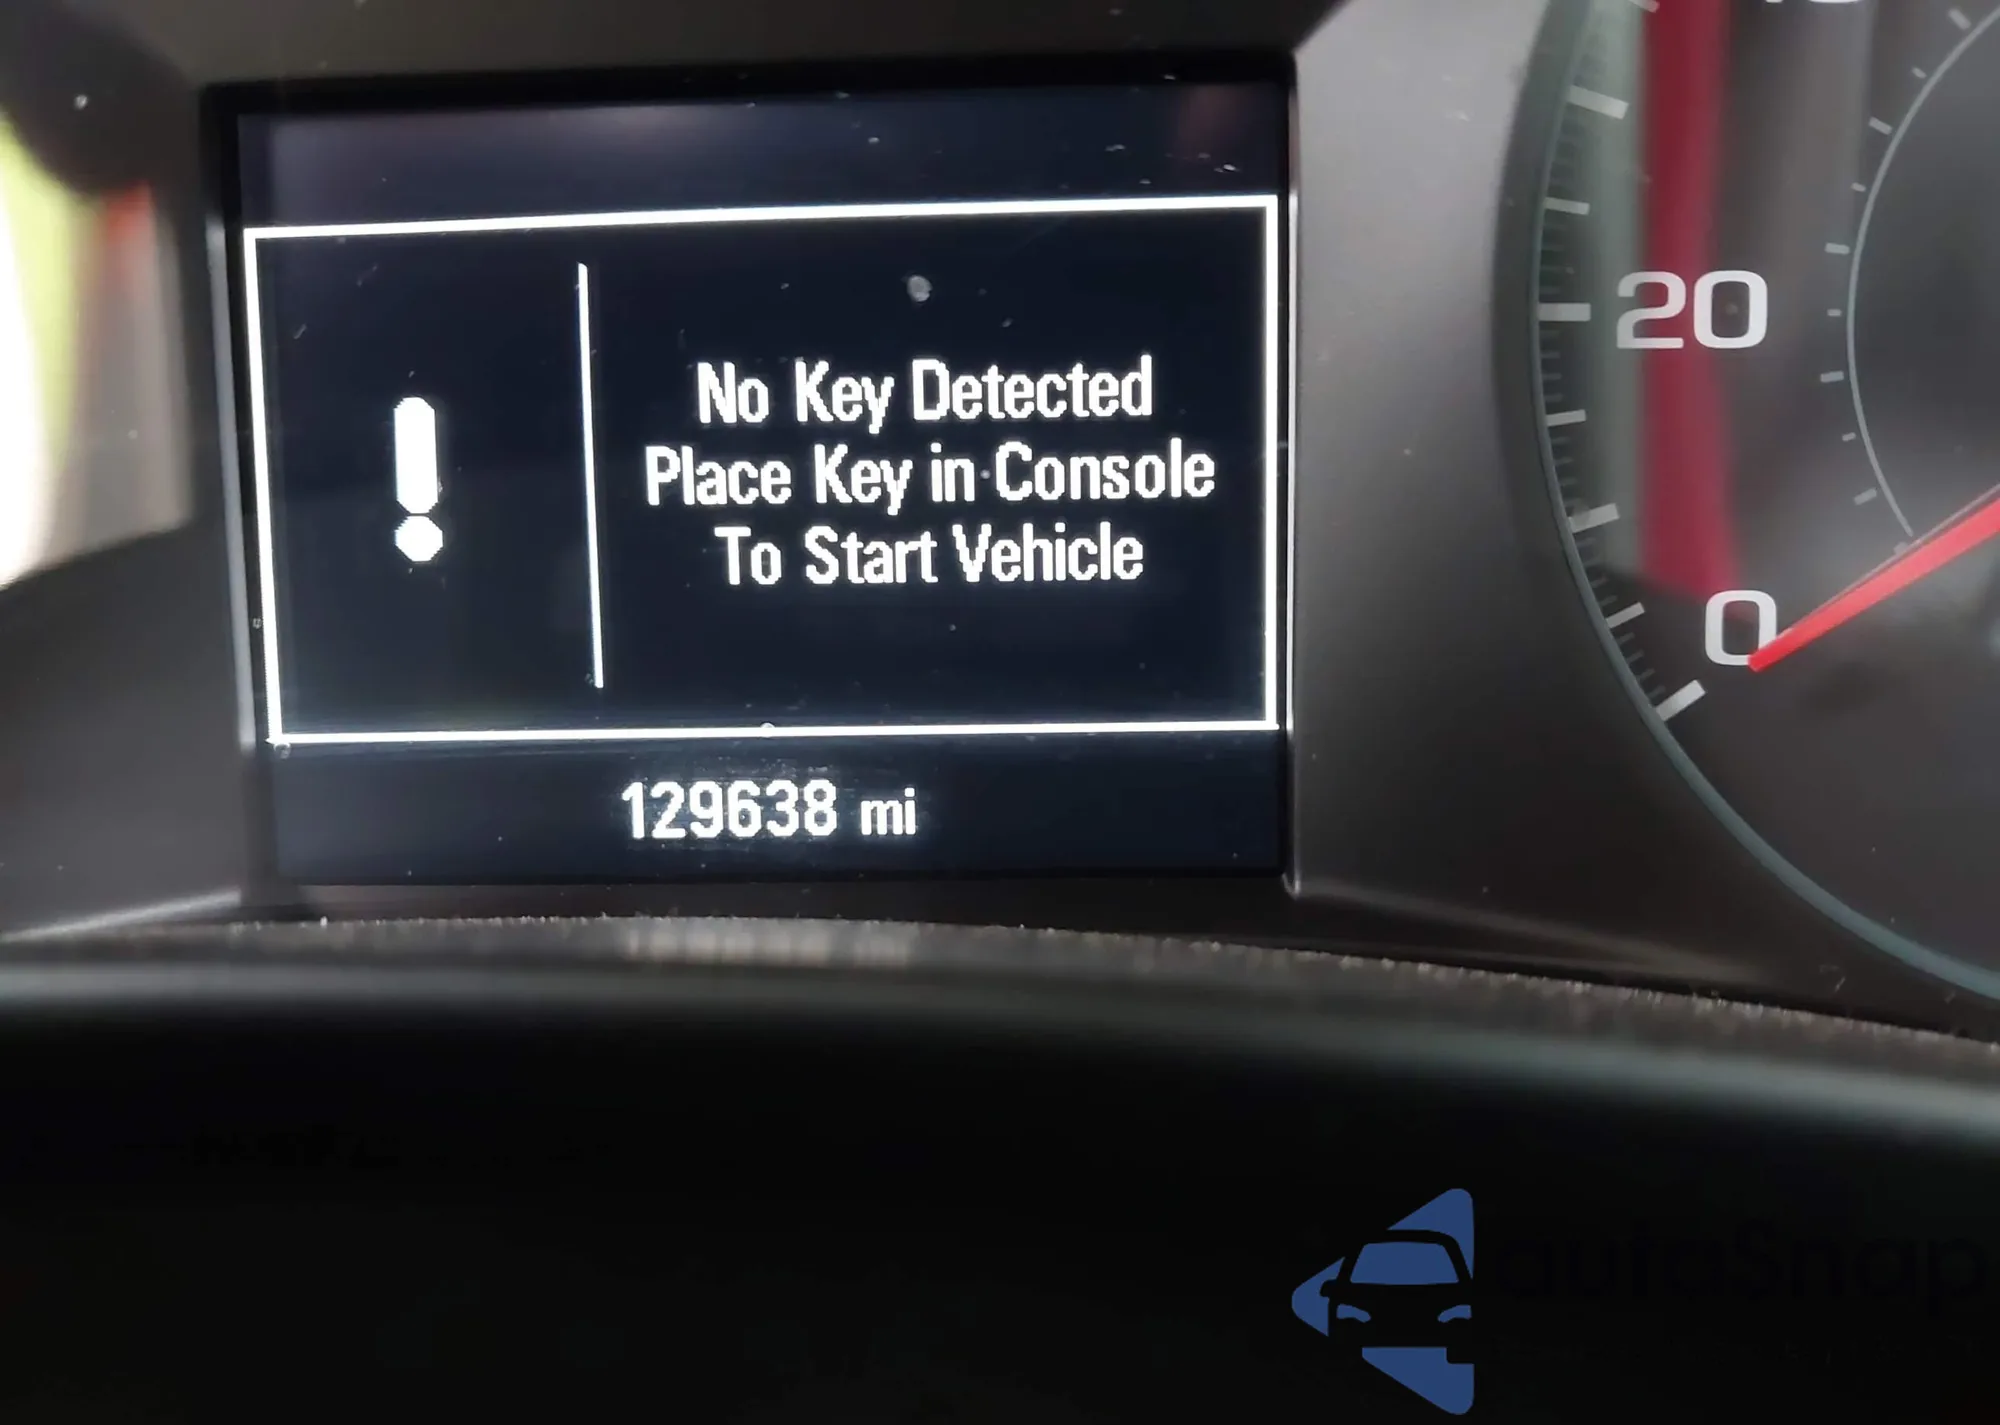 No Key Detected
Place Key in Console
To Start Vehicle
129638 mi
20
0